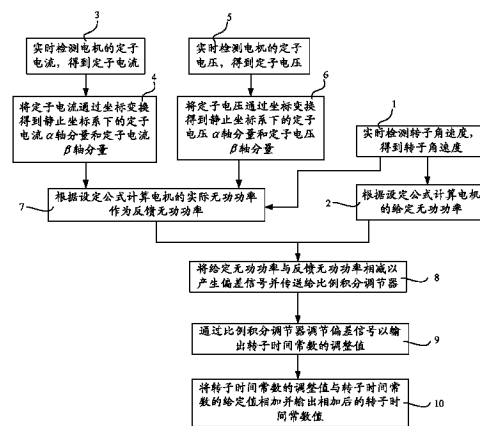 3
实时检测电机的定子
电流，得到定子电流
5
实时检测电机的定子
电压，得到定子电压
4
将定子电流通过坐标变换
得到静止坐标系下的定子
电流α轴分量和定子电流
β轴分量
6
将定子电压通过坐标变换
得到静止坐标系下的定子
电压α轴分量和定子电压
β轴分量
1
实时检测转子角速度，
得到转子角速度
7
根据设定公式计算电机的实际无功功率
作为反馈无功功率
2
根据设定公式计算电机
的给定无功功率
将给定无功功率与反馈无功功率相减以
产生偏差信号并传送给比例积分调节器
8
通过比例积分调节器调节偏差信号以输
出转子时间常数的调整值
9
将转子时间常数的调整值与转子时间常
数的给定值相加并输出相加后的转子时
间常数值
10